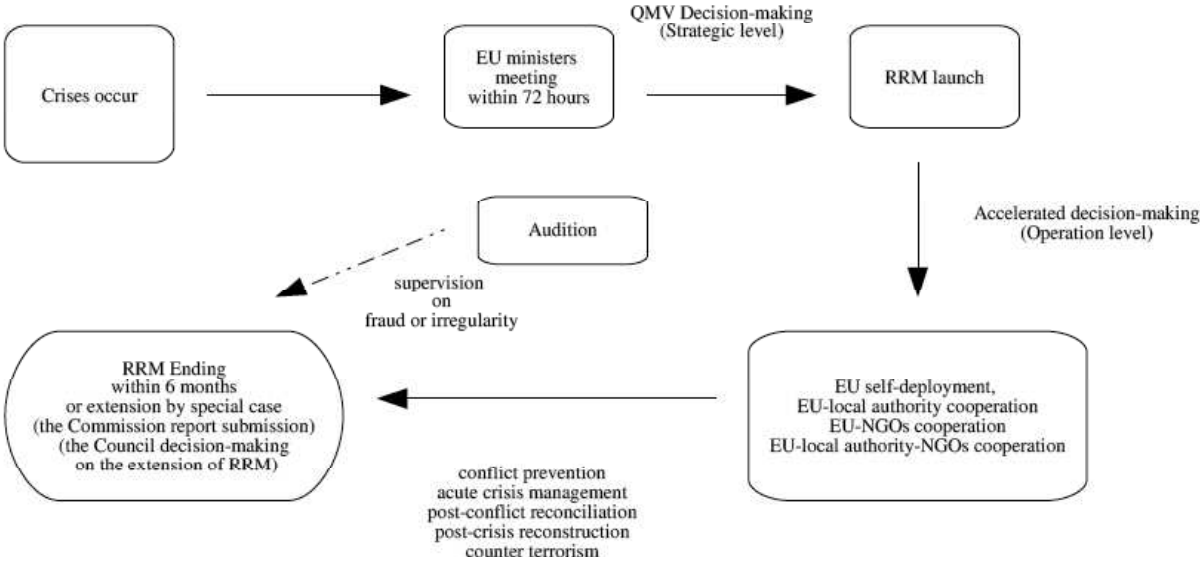 QMV Decision-making
(Strategic level)
Crises occur
EU ministers
meeting
within 72 hours
RRM launch
Accelerated decision-making
(Operation level)
Audition
supervision
on
fraud or irregularity
RRM Ending
within 6 months
or extension by special case
(the Commission report submission)
(the Council decision-making
on the extension of RRM)
EU self-deployment,
EU-local authority cooperation
EU-NGOs cooperation
EU-local authority-NGOs cooperation
conflict prevention
acute crisis management
post-conflict reconciliation
post-crisis reconstruction
counter terrorism